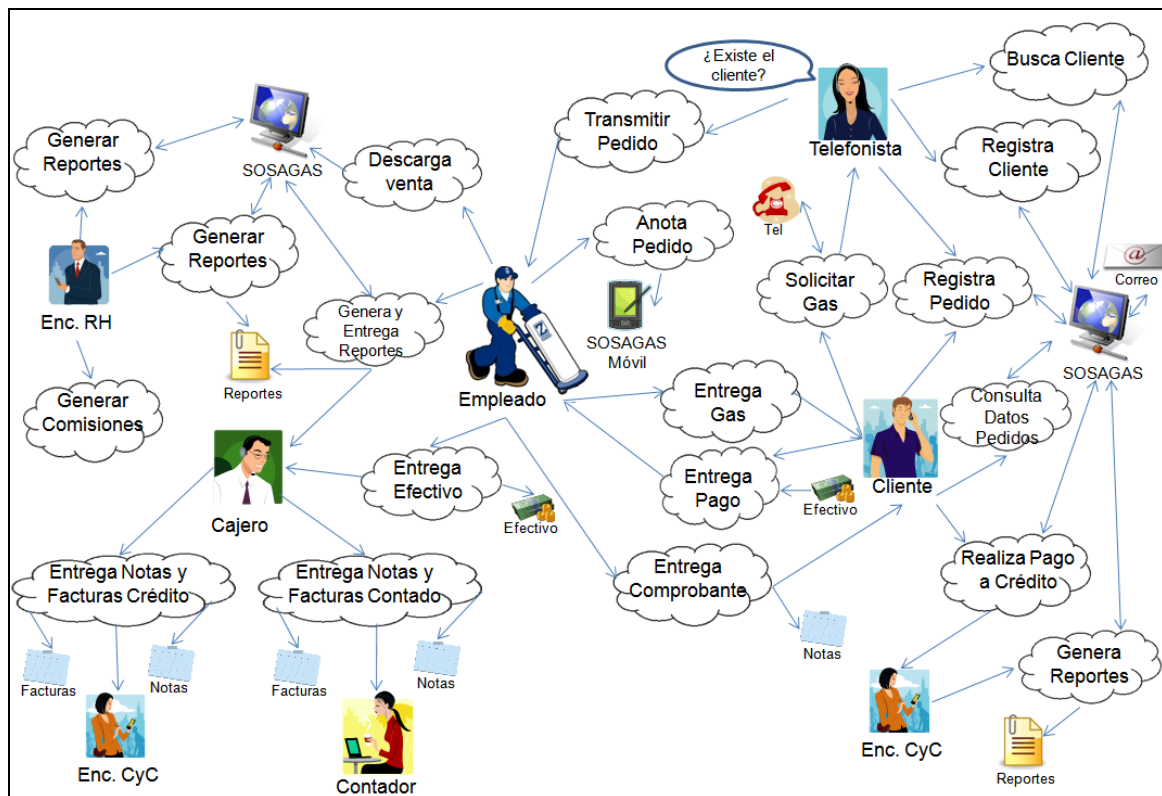 ¿Existe el
cliente?
Busca Cliente
Transmitir
Pedido
Telefonista
Registra
Cliente
Generar
Reportes
SOSAGAS
Descarga
venta
Tel
Anota
Pedido
Generar
Reportes
Solicitar
Gas
Registra
Pedido
Correo
Enc. RH
Genera y
Entrega
Reportes
SOSAGAS
Móvil
SOSAGAS
Reportes
Empleado
Entrega
Gas
Consulta
Datos
Pedidos
Generar
Comisiones
Entrega
Efectivo
Entrega
Pago
Cliente
Efectivo
Efectivo
Cajero
Entrega Notas y
Facturas Crédito
Entrega Notas y
Facturas Contado
Entrega
Comprobante
Realiza Pago
a Crédito
Notas
Facturas
Notas
Facturas
Notas
Genera
Reportes
Enc. CyC
Contador
Enc. CyC
Reportes